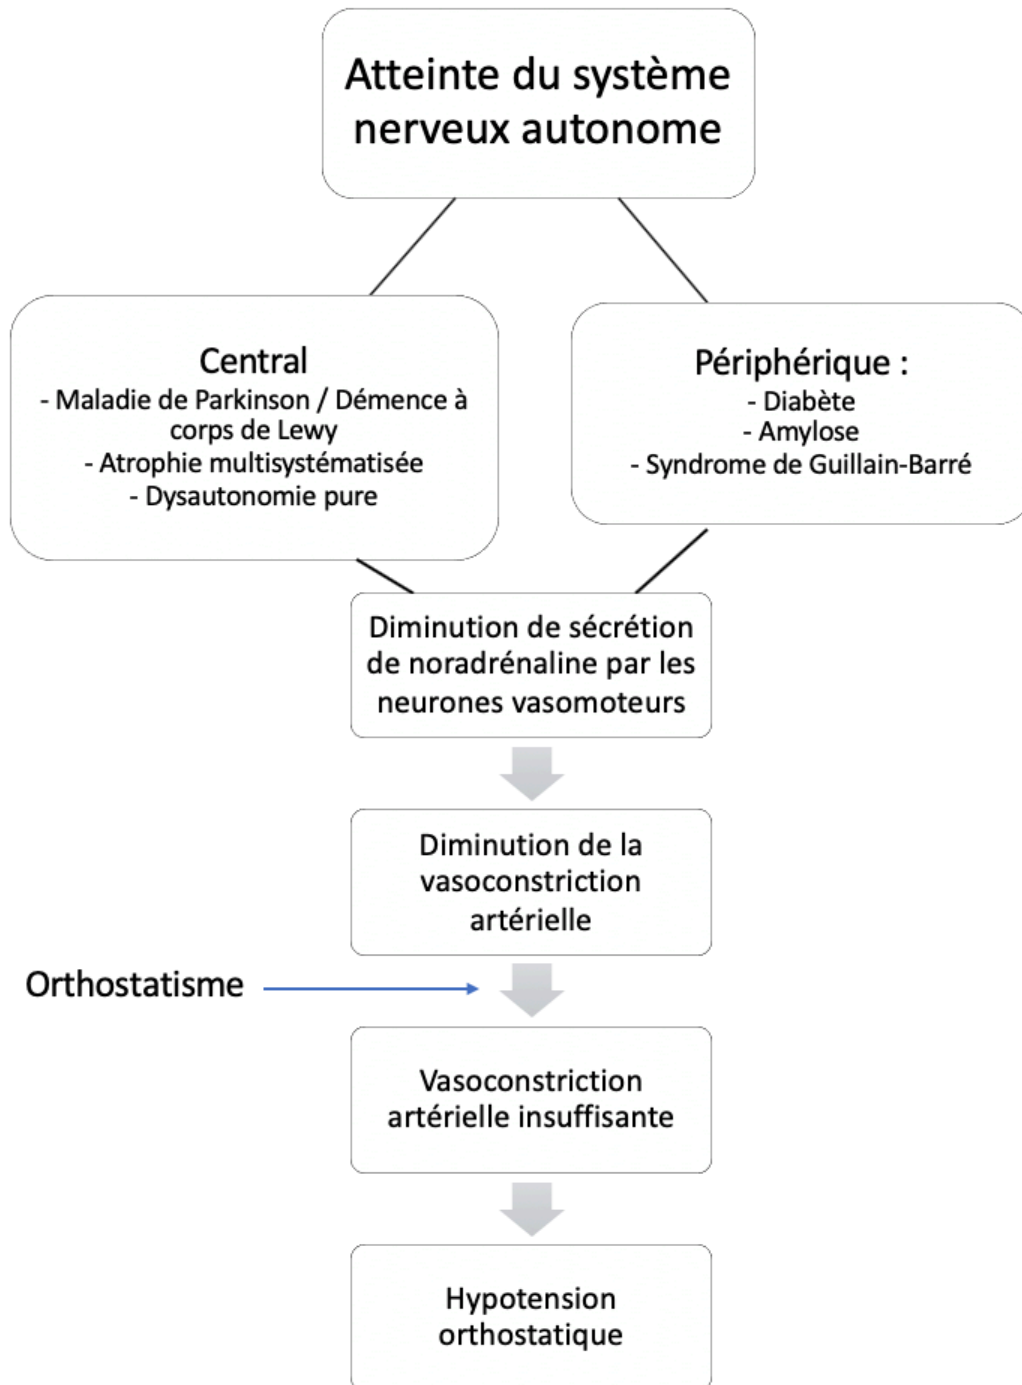 Atteinte du système
nerveux autonome
Central
- Maladie de Parkinson / Démence à
corps de Lewy
- Atrophie multisystématisée
- Dysautonomie pure
Périphérique :
- Diabète
- Amylose
- Syndrome de Guillain-Barré
Diminution de sécrétion
de noradrénaline par les
neurones vasomoteurs
Diminution de la
vasoconstriction
artérielle
Orthostatisme
Vasoconstriction
artérielle insuffisante
Hypotension
orthostatique